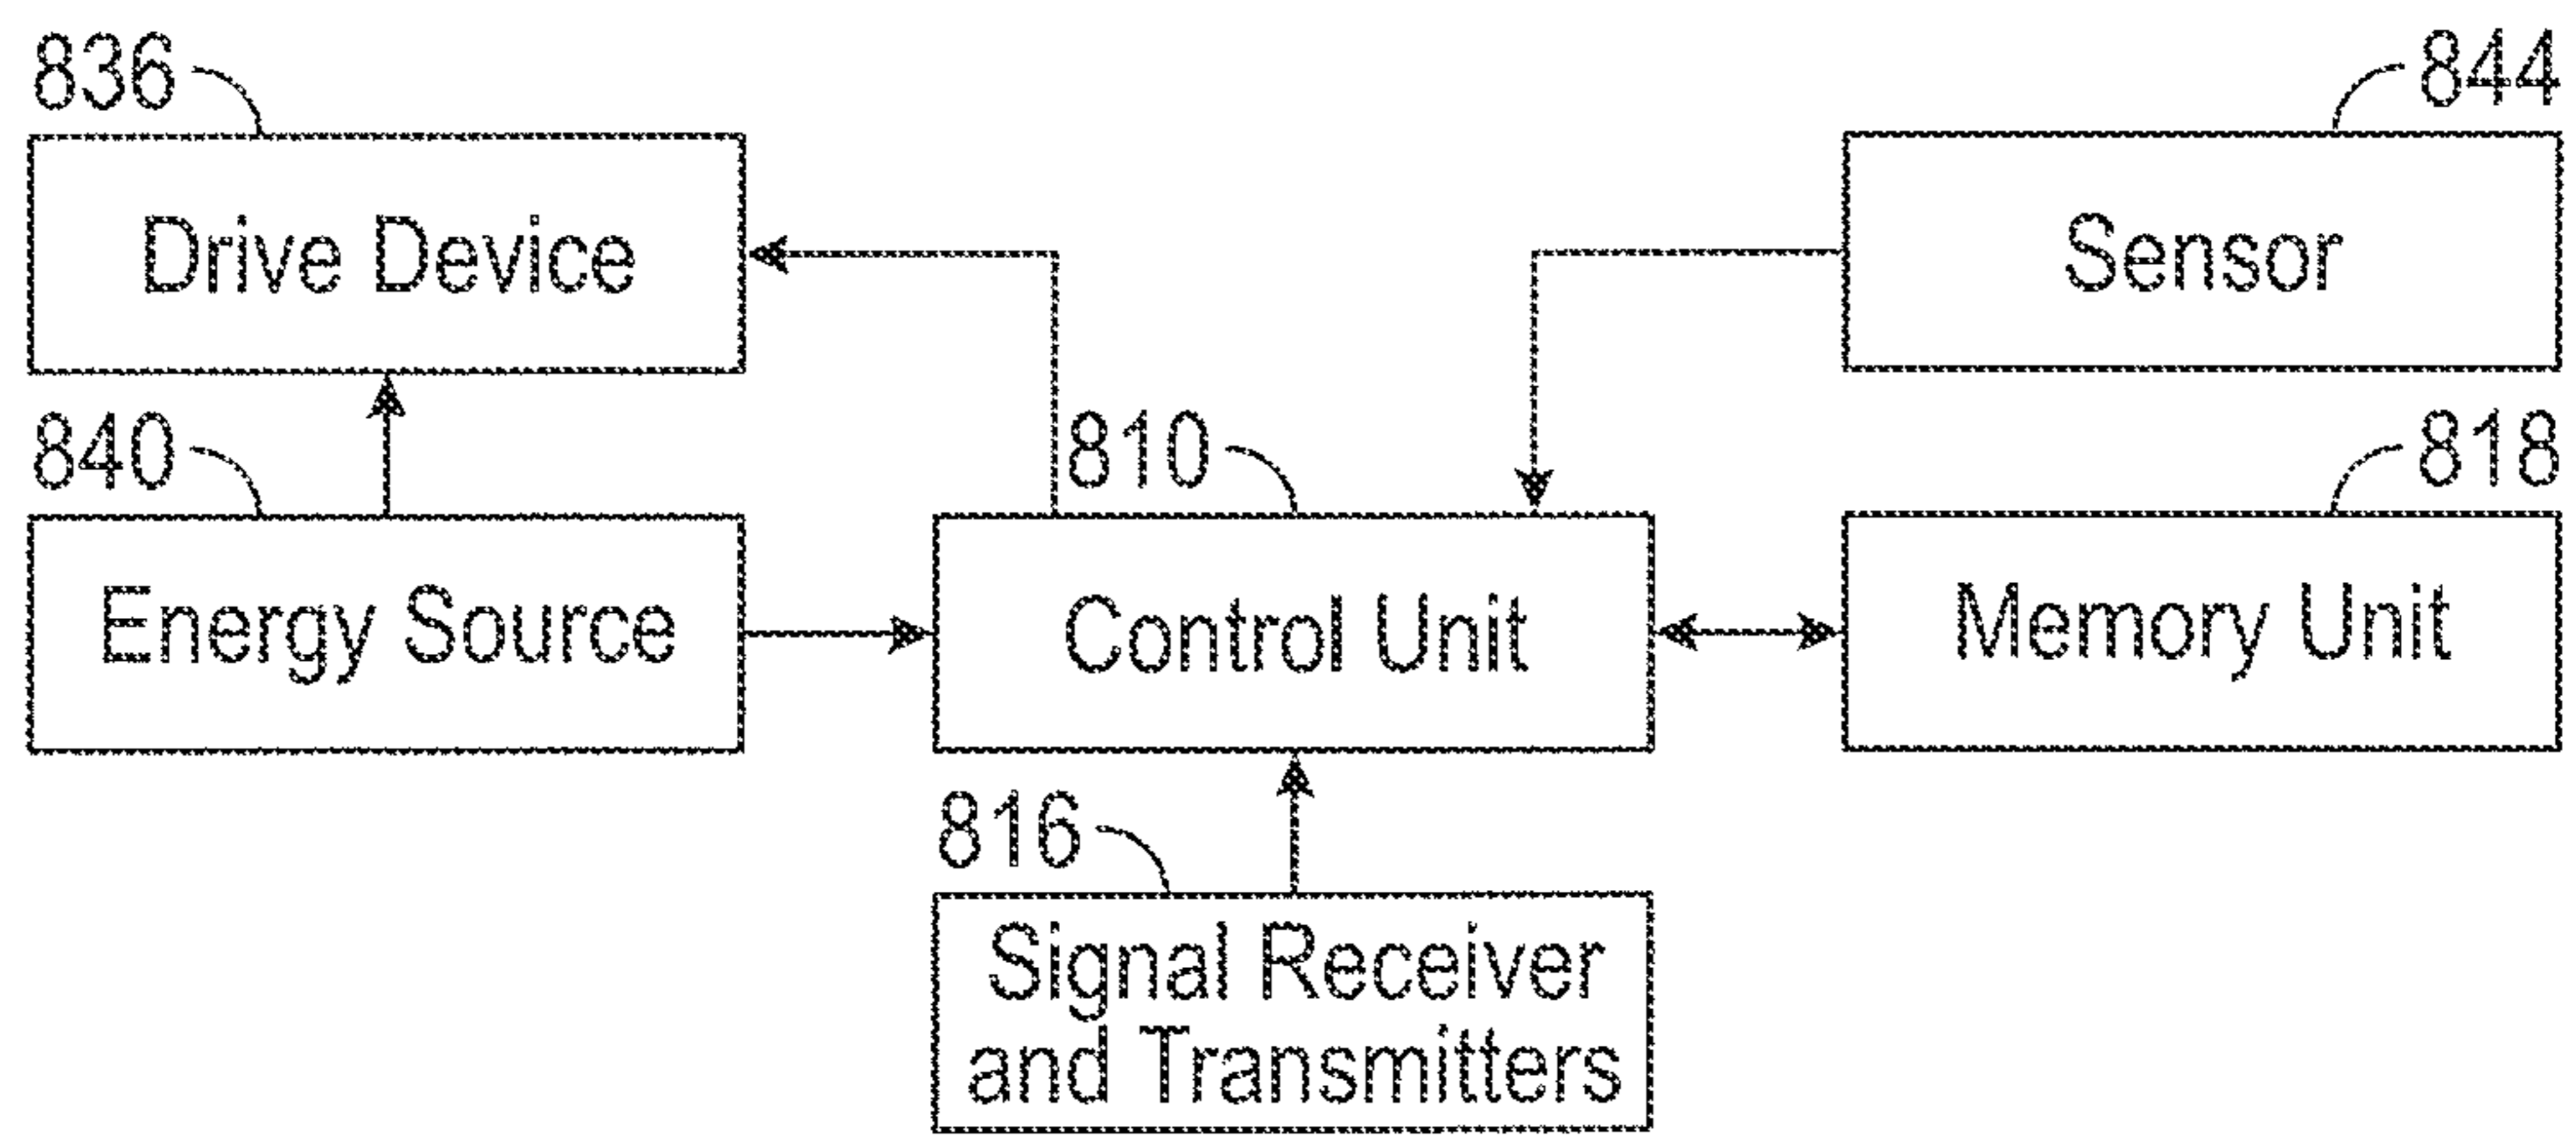 836
844
Drive Device
Sensor
840
810
818
Energy Source
Control Unit
Memory Unit
816
Signal Receiver
and Transmitters